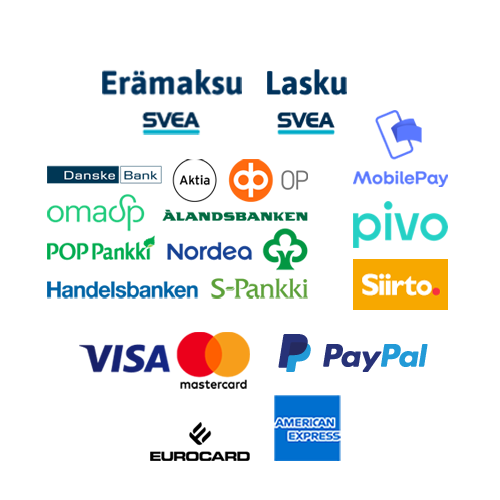 Erämaksu Lasku
SVEA SVEA
MobilePay
Danske Bank Aktia OP
omasp ÅLANDSBANKEN
pivo
POP Pankki Nordea
Handelsbanken S-Pankki
Siirto.
VISA mastercard PayPal
EUROCARD
AMERICAN
EXPRESS